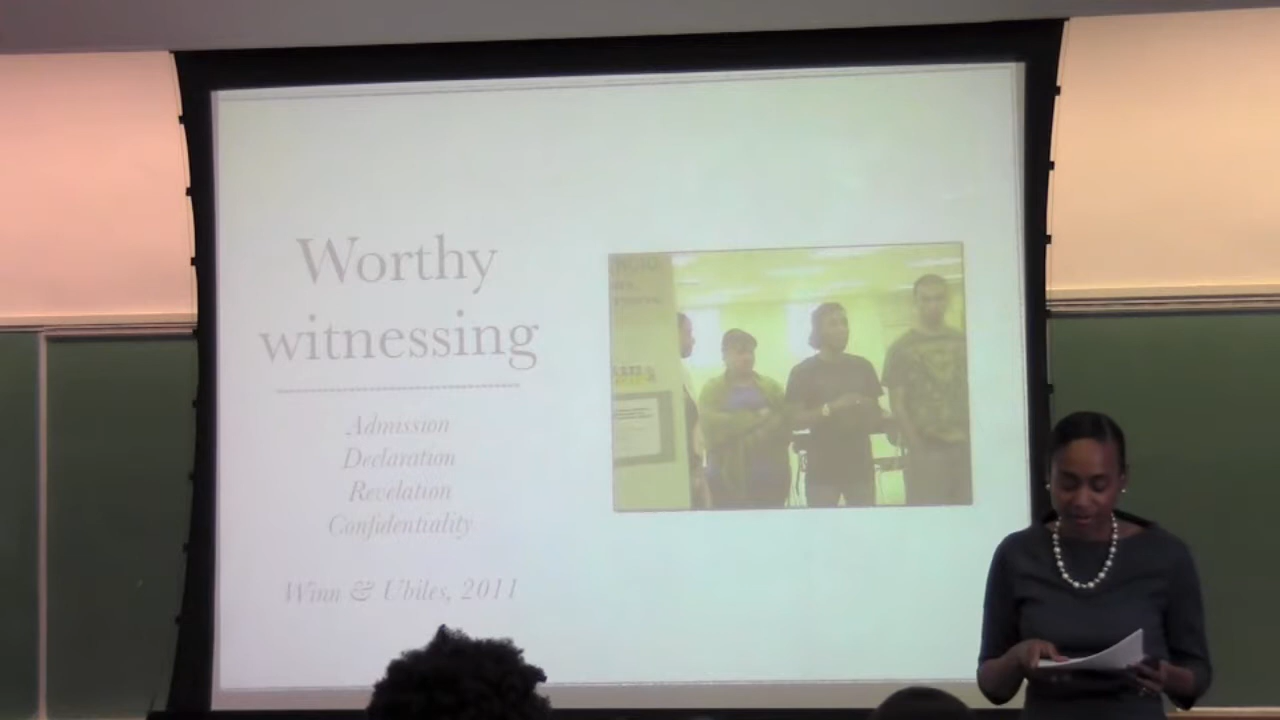 Worthy
witnessing
Admission
Declaration
Revelation
Confidentiality
Winn & Ubiles, 2011